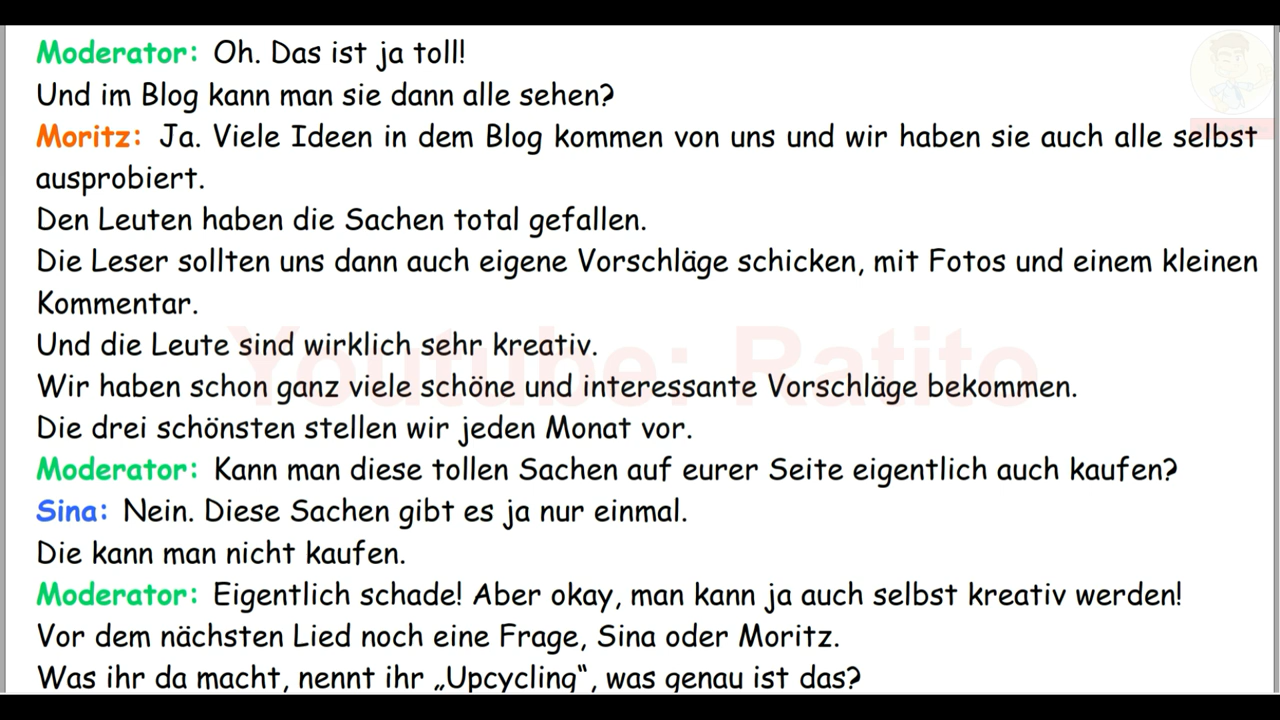 Moderator: Oh. Das ist ja toll!
Und im Blog kann man sie dann alle sehen?
Moritz: Ja. Viele Ideen in dem Blog kommen von uns und wir haben sie auch alle selbst
ausprobiert.
Den Leuten haben die Sachen total gefallen.
Die Leser sollten uns dann auch eigene Vorschläge schicken, mit Fotos und einem kleinen
Kommentar.
Und die Leute sind wirklich sehr kreativ.
Youtube: Ratito
Wir haben schon ganz viele schöne und interessante Vorschläge bekommen.
Die drei schönsten stellen wir jeden Monat vor.
Moderator: Kann man diese tollen Sachen auf eurer Seite eigentlich auch kaufen?
Sina: Nein. Diese Sachen gibt es ja nur einmal.
Die kann man nicht kaufen.
Moderator: Eigentlich schade! Aber okay, man kann ja auch selbst kreativ werden!
Vor dem nächsten Lied noch eine Frage, Sina oder Moritz.
Was ihr da macht, nennt ihr „Upcycling“, was genau ist das?